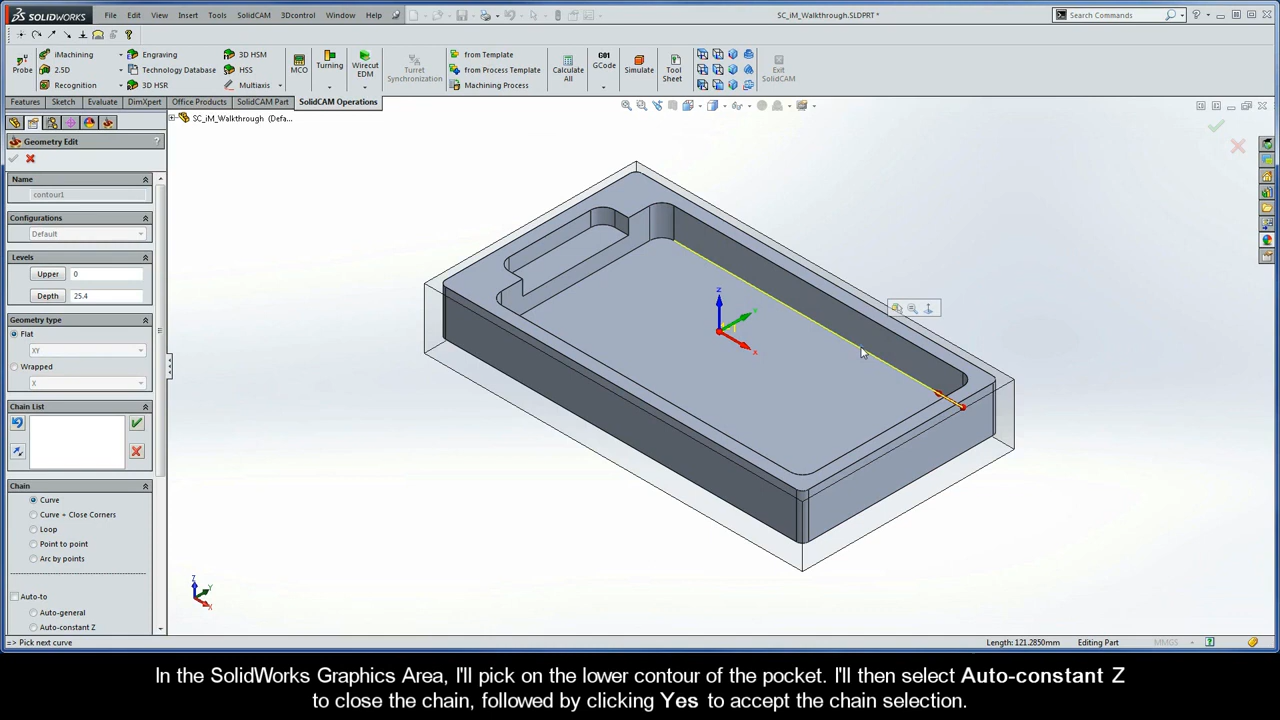 SOLIDWORKS File Edit View Insert Tools SolidCAM 3Dcontrol Window Help SC_iM_Walkthrough.SLDPRT * Search Commands
Probe iMachining 2.5D Recognition Engraving Technology Database 3D HSR 3D HSM HSS Multiaxis MCO Turning Wirecut EDM Turret Synchronization from Template from Process Template Machining Process Calculate All G01 GCode Simulate Tool Sheet Exit SolidCAM
Features Sketch Evaluate DimXpert Office Products SolidCAM Part SolidCAM Operations
SC_iM_Walkthrough (Defa...
Geometry Edit ?
Name
contour1
Configurations
Default
Levels
Upper 0
Depth 25.4
Geometry type
Flat
XY
Wrapped
X
Chain List
Chain
Curve
Curve + Close Corners
Loop
Point to point
Arc by points
Auto-to
Auto-general
Auto-constant Z
=> Pick next curve Length: 121.2850mm Editing Part MMGS
In the SolidWorks Graphics Area, I'll pick on the lower contour of the pocket. I'll then select Auto-constant Z
to close the chain, followed by clicking Yes to accept the chain selection.